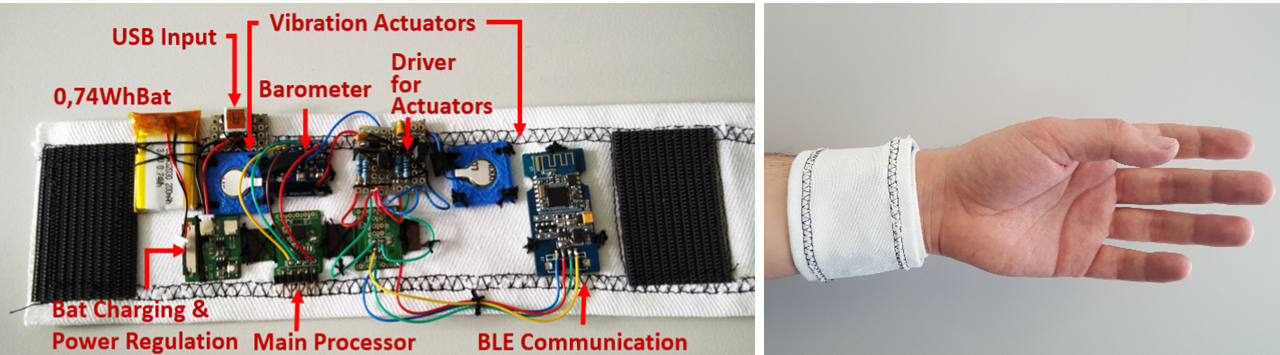 Vibration Actuators
USB Input
Driver
for
Actuators
Barometer
0,74WhBat
Bat Charging &
Power Regulation
Main Processor
BLE Communication